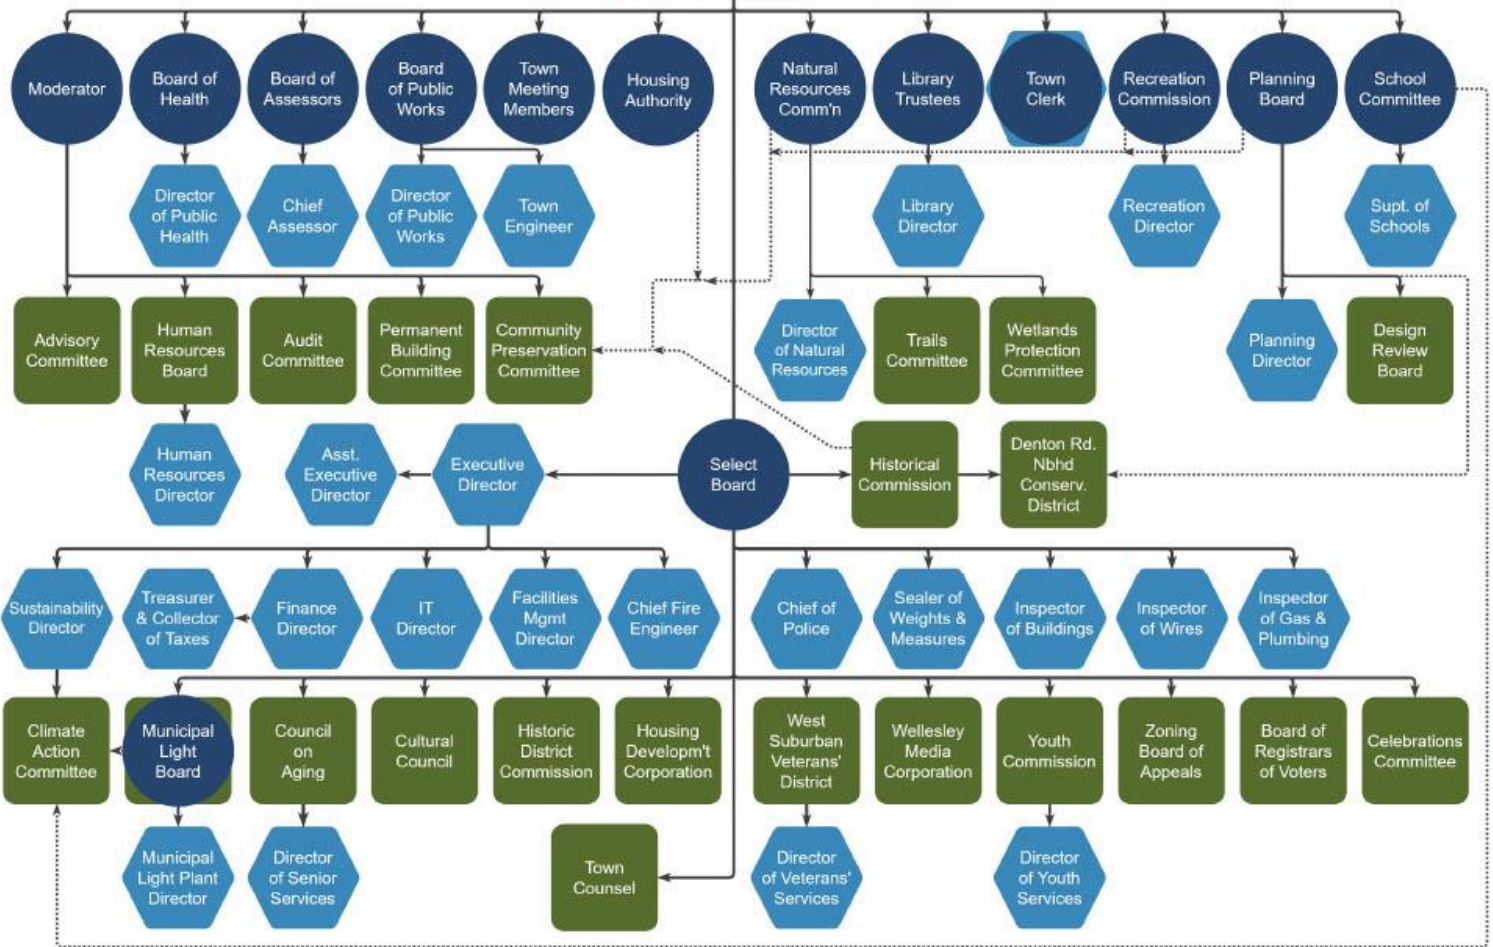 Moderator
Board of
Health
Board of
Assessors
Board
of Public
Works
Town
Meeting
Members
Housing
Authority
Natural
Resources
Comm'n
Library
Trustees
Town
Clerk
Recreation
Commission
Planning
Board
School
Committee
Director
of Public
Health
Chief
Assessor
Director
of Public
Works
Town
Engineer
Library
Director
Recreation
Director
Supt. of
Schools
Advisory
Committee
Human
Resources
Board
Audit
Committee
Permanent
Building
Committee
Community
Preservation
Committee
Director
of Natural
Resources
Trails
Committee
Wetlands
Protection
Committee
Planning
Director
Design
Review
Board
Human
Resources
Director
Asst.
Executive
Director
Executive
Director
Select
Board
Historical
Commission
Denton Rd.
Nbhd
Conserv.
District
Sustainability
Director
Treasurer
& Collector
of Taxes
Finance
Director
IT
Director
Facilities
Mgmt
Director
Chief Fire
Engineer
Chief of
Police
Sealer of
Weights &
Measures
Inspector
of Buildings
Inspector
of Wires
Inspector
of Gas &
Plumbing
Climate
Action
Committee
Municipal
Light
Board
Council
on
Aging
Cultural
Council
Historic
District
Commission
Housing
Developm't
Corporation
West
Suburban
Veterans'
District
Wellesley
Media
Corporation
Youth
Commission
Zoning
Board of
Appeals
Board of
Registrars
of Voters
Celebrations
Committee
Municipal
Light Plant
Director
Director
of Senior
Services
Town
Counsel
Director
of Veterans'
Services
Director
of Youth
Services